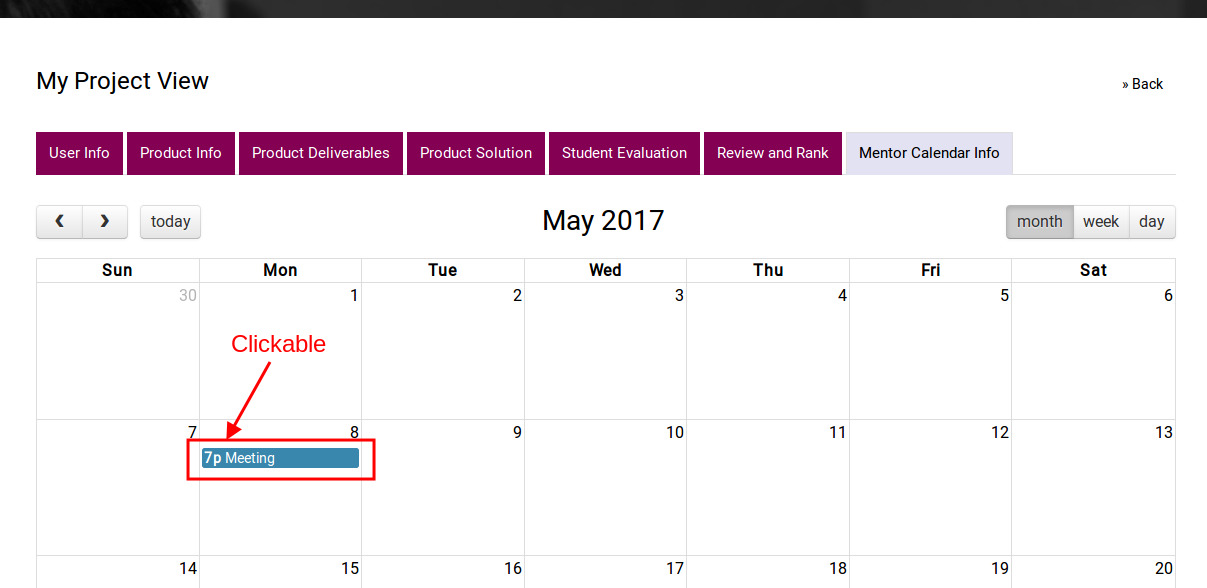 My Project View
» Back
User Info Product Info Product Deliverables Product Solution Student Evaluation Review and Rank Mentor Calendar Info
‹ › today May 2017 month week day
Sun Mon Tue Wed Thu Fri Sat
30 1 2 3 4 5 6
Clickable
7 8 9 10 11 12 13
7p Meeting
14 15 16 17 18 19 20